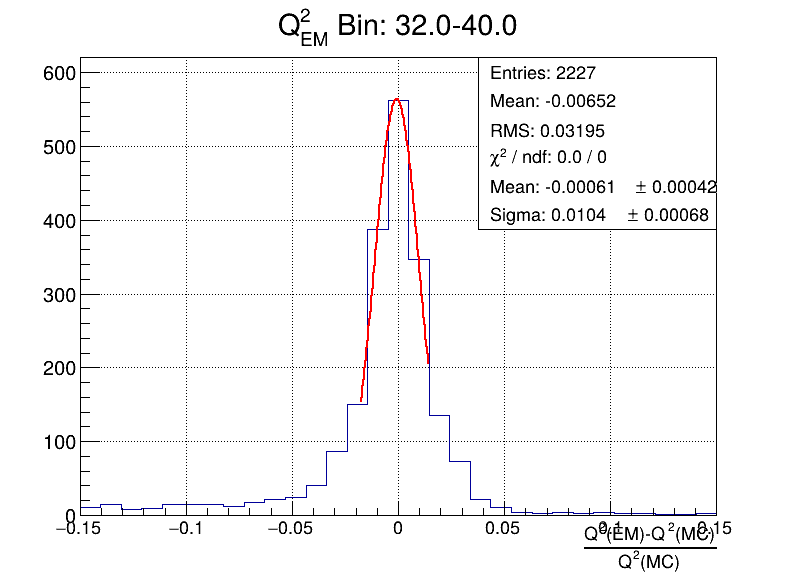 Q²EM Bin: 32.0-40.0
600
Entries: 2227
Mean: -0.00652
RMS: 0.03195
χ² / ndf: 0.0 / 0
Mean: -0.00061 ± 0.00042
Sigma: 0.0104 ± 0.00068
500
400
300
200
100
0
−0.15 −0.1 −0.05 0 0.05 0.1 0.15
Q²(EM)-Q²(MC)
Q²(MC)